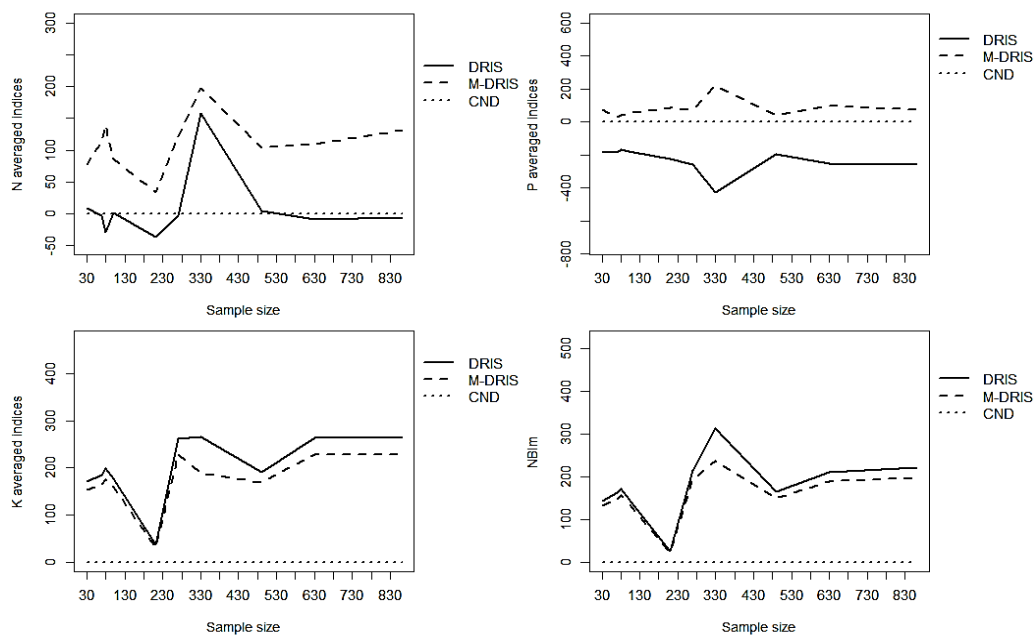 N averaged indices
300
200
100
50
0
-50
30 130 230 330 430 530 630 730 830
Sample size
DRIS
M-DRIS
CND
P averaged indices
600
400
200
0
-400
-800
30 130 230 330 430 530 630 730 830
Sample size
DRIS
M-DRIS
CND
K averaged indices
400
300
200
100
0
30 130 230 330 430 530 630 730 830
Sample size
DRIS
M-DRIS
CND
NBIm
500
400
300
200
100
0
30 130 230 330 430 530 630 730 830
Sample size
DRIS
M-DRIS
CND